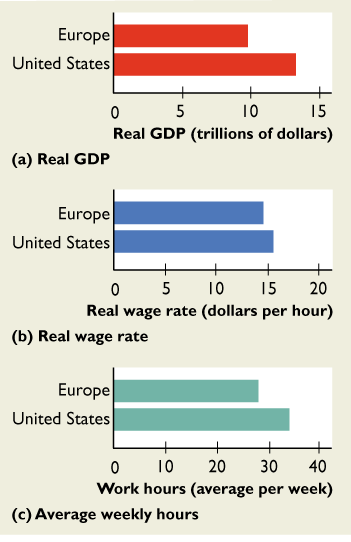 Europe
United States
0 5 10 15
Real GDP (trillions of dollars)
(a) Real GDP
Europe
United States
0 5 10 15 20
Real wage rate (dollars per hour)
(b) Real wage rate
Europe
United States
0 10 20 30 40
Work hours (average per week)
(c) Average weekly hours